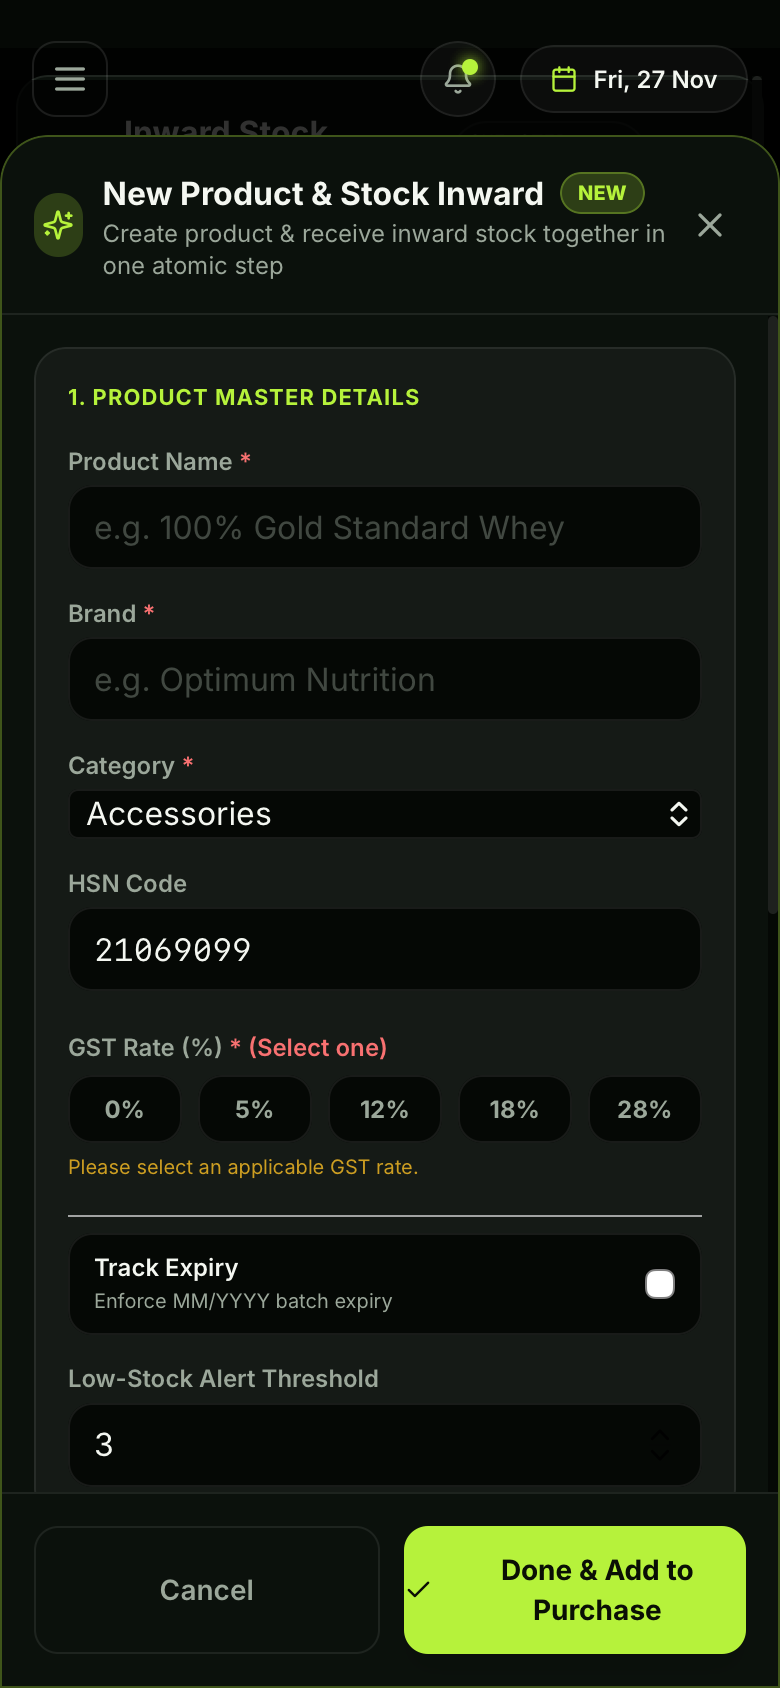 Fri, 27 Nov
Inward Stock
New Product & Stock Inward NEW
Create product & receive inward stock together in
one atomic step
1. PRODUCT MASTER DETAILS
Product Name *
e.g. 100% Gold Standard Whey
Brand *
e.g. Optimum Nutrition
Category *
Accessories
HSN Code
21069099
GST Rate (%) * (Select one)
0% 5% 12% 18% 28%
Please select an applicable GST rate.
Track Expiry
Enforce MM/YYYY batch expiry
Low-Stock Alert Threshold
3
Cancel
Done & Add to
Purchase